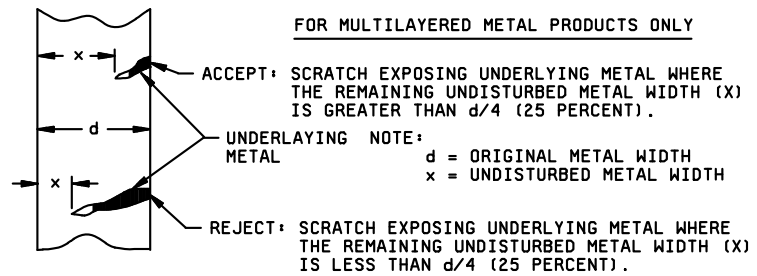 FOR MULTILAYERED METAL PRODUCTS ONLY
x
ACCEPT: SCRATCH EXPOSING UNDERLYING METAL WHERE
THE REMAINING UNDISTURBED METAL WIDTH (X)
IS GREATER THAN d/4 (25 PERCENT).
d
UNDERLAYING
METAL
NOTE:
d = ORIGINAL METAL WIDTH
x = UNDISTURBED METAL WIDTH
x
REJECT: SCRATCH EXPOSING UNDERLYING METAL WHERE
THE REMAINING UNDISTURBED METAL WIDTH (X)
IS LESS THAN d/4 (25 PERCENT).